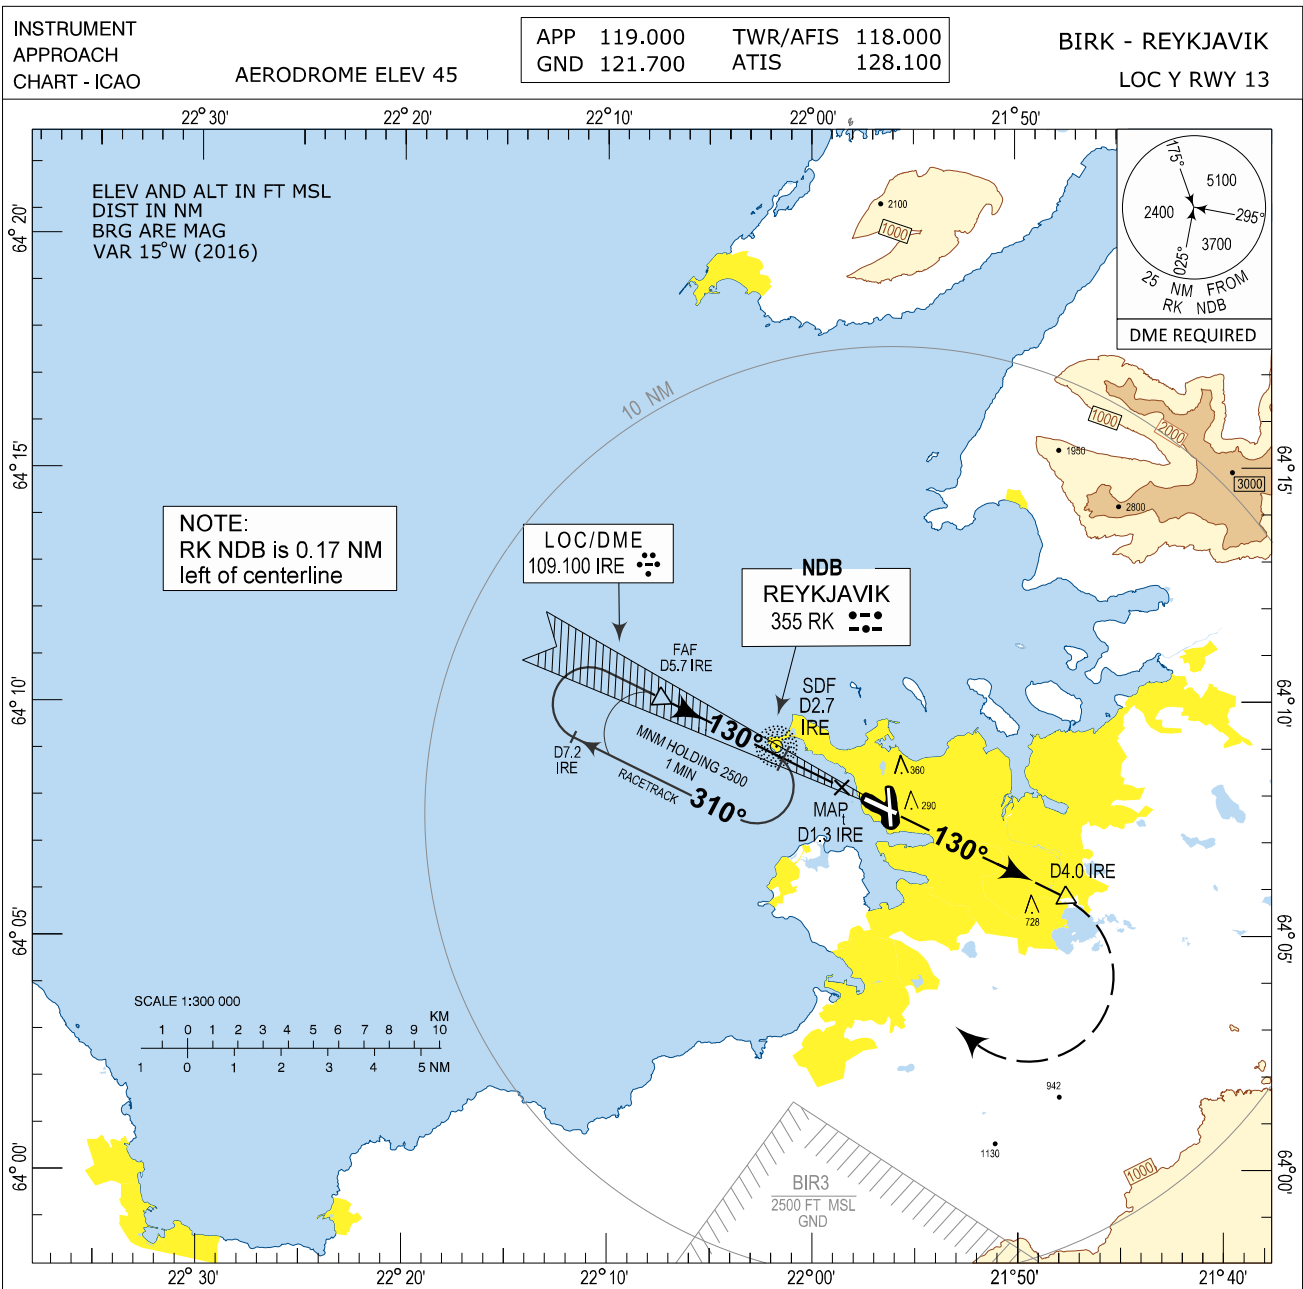 INSTRUMENT
APPROACH
CHART - ICAO
AERODROME ELEV 45
APP 119.000 TWR/AFIS 118.000
GND 121.700 ATIS 128.100
BIRK - REYKJAVIK
LOC Y RWY 13
22°30' 22°20' 22°10' 22°00' 21°50'
ELEV AND ALT IN FT MSL
DIST IN NM
BRG ARE MAG
VAR 15°W (2016)
64°20'
2100
1000
175°
5100
2400
295°
3700
025°
25 NM FROM
RK NDB
DME REQUIRED
10 NM
1000
2000
1980
3000
2800
64°15'
64°15'
NOTE:
RK NDB is 0.17 NM
left of centerline
LOC/DME
109.100 IRE
NDB
REYKJAVIK
355 RK
FAF
D5.7 IRE
SDF
D2.7
IRE
64°10'
64°10'
130°
D7.2
IRE
MNM HOLDING 2500
1 MIN
RACETRACK
310°
360
290
MAP
t
D1.3 IRE
130°
D4.0 IRE
728
64°05'
64°05'
SCALE 1:300 000
KM
1 0 1 2 3 4 5 6 7 8 9 10
1 0 1 2 3 4 5 NM
942
1130
1000
BIR3
2500 FT MSL
GND
64°00'
64°00'
22°30' 22°20' 22°10' 22°00' 21°50' 21°40'